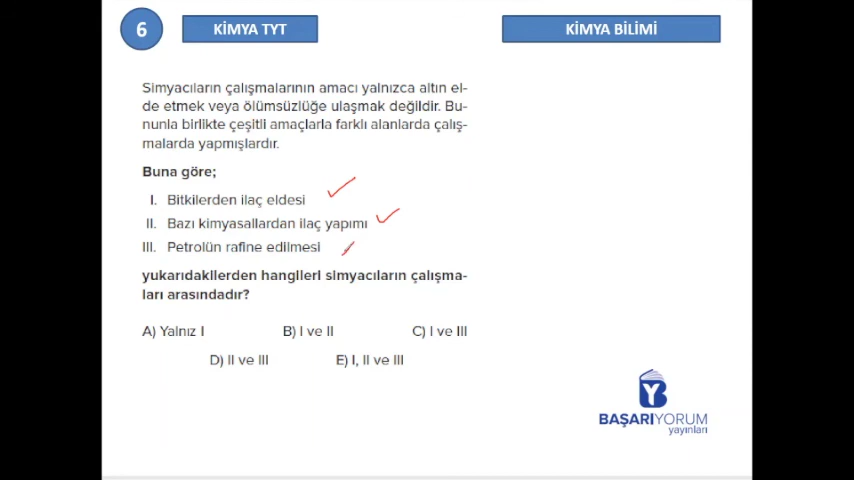 6
KİMYA TYT
KİMYA BİLİMİ
Simyacıların çalışmalarının amacı yalnızca altın el-
de etmek veya ölümsüzlüğe ulaşmak değildir. Bu-
nunla birlikte çeşitli amaçlarla farklı alanlarda çalış-
malarda yapmışlardır.
Buna göre;
I. Bitkilerden ilaç eldesi
II. Bazı kimyasallardan ilaç yapımı
III. Petrolün rafine edilmesi
yukarıdakilerden hangileri simyacıların çalışma-
ları arasındadır?
A) Yalnız I B) I ve II C) I ve III
D) II ve III E) I, II ve III
BAŞARIYORUM
yayınları